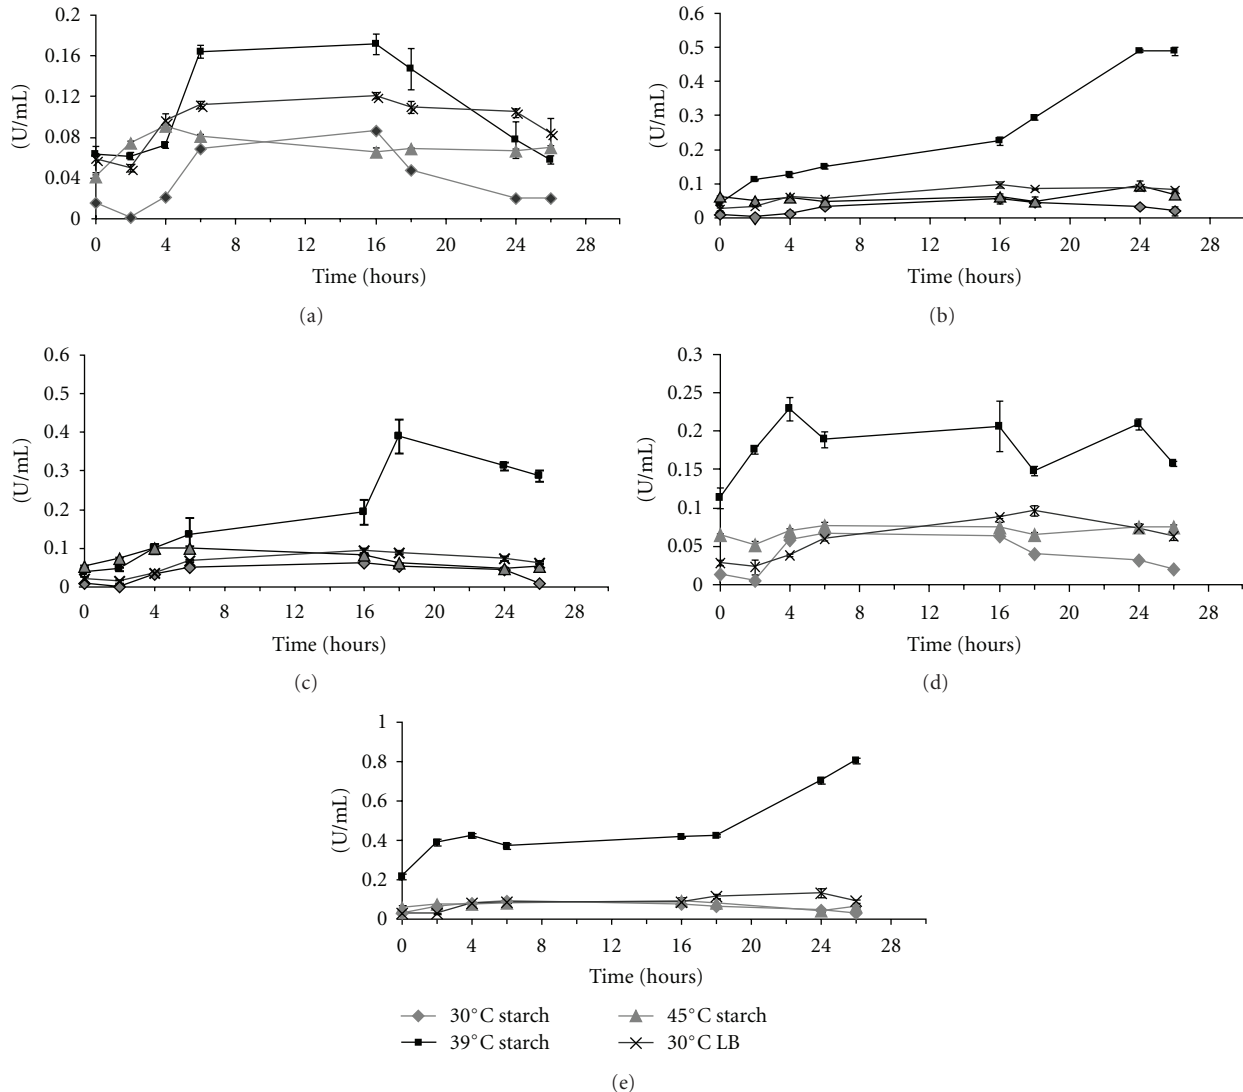 0.2
0.16
0.12
0.08
0.04
0
(U/mL)
0 4 8 12 16 20 24 28
Time (hours)
(a)
0.6
0.5
0.4
0.3
0.2
0.1
0
(U/mL)
0 4 8 12 16 20 24 28
Time (hours)
(b)
0.6
0.5
0.4
0.3
0.2
0.1
0
(U/mL)
0 4 8 12 16 20 24 28
Time (hours)
(c)
0.3
0.25
0.2
0.15
0.1
0.05
0
(U/mL)
0 4 8 12 16 20 24 28
Time (hours)
(d)
1
0.8
0.6
0.4
0.2
0
(U/mL)
0 4 8 12 16 20 24 28
Time (hours)
30°C starch 45°C starch
39°C starch 30°C LB
(e)